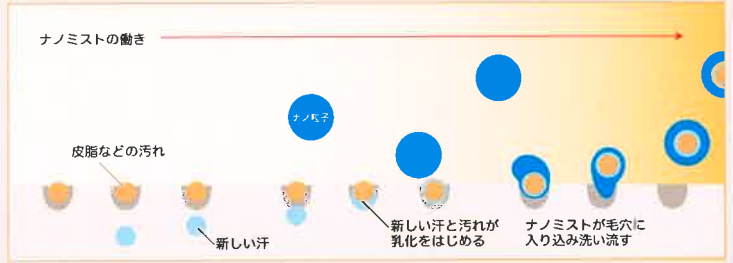 ナノミストの働き
ナノ粒子
皮脂などの汚れ
新しい汗
新しい汗と汚れが
乳化をはじめる
ナノミストが毛穴に
入り込み洗い流す